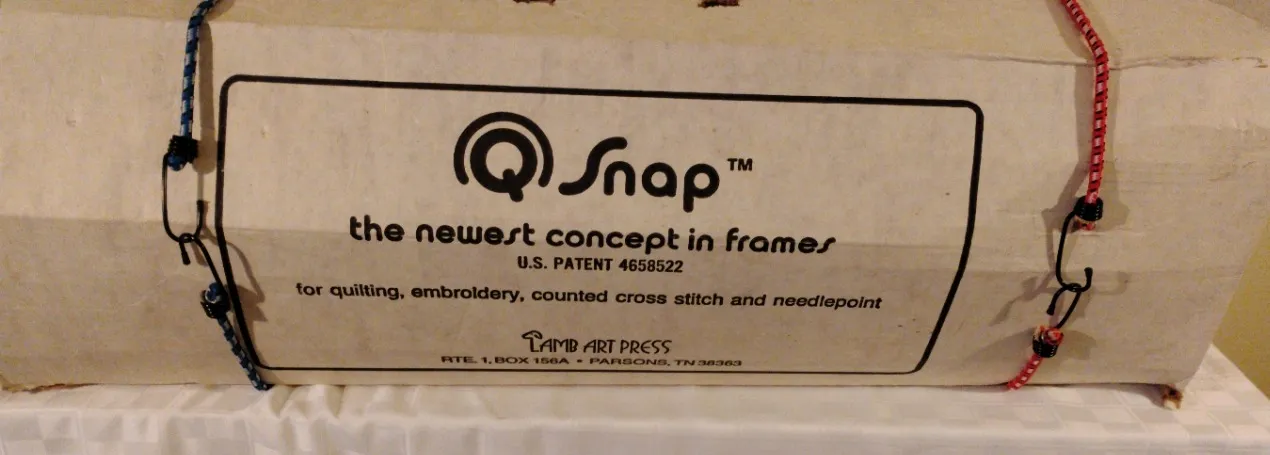 Q Snap™
the newest concept in frames
U.S. PATENT 4658522
for quilting, embroidery, counted cross stitch and needlepoint
LAMB ART PRESS
RTE. 1, BOX 156A • PARSONS, TN 38363